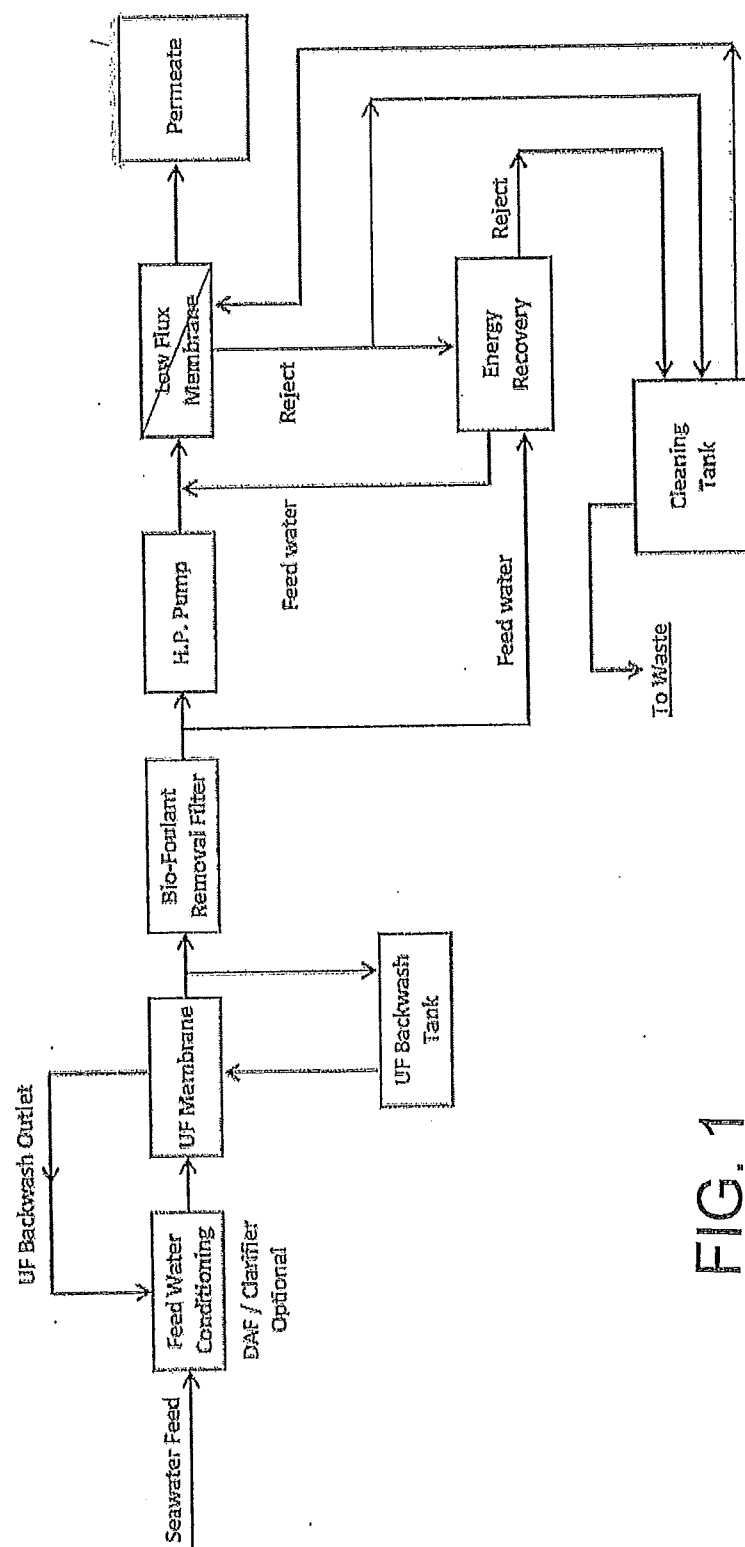 UF Backwash Outlet
Seawater Feed
Feed Water
Conditioning
DAF / Clarifier
Optional
UF Membrane
UF Backwash
Tank
Bio-Foulant
Removal Filter
H.P. Pump
Feed water
Feed water
Low Flux
Membrane
Reject
Permeate
Energy
Recovery
Reject
Cleaning
Tank
To Waste
FIG. 1